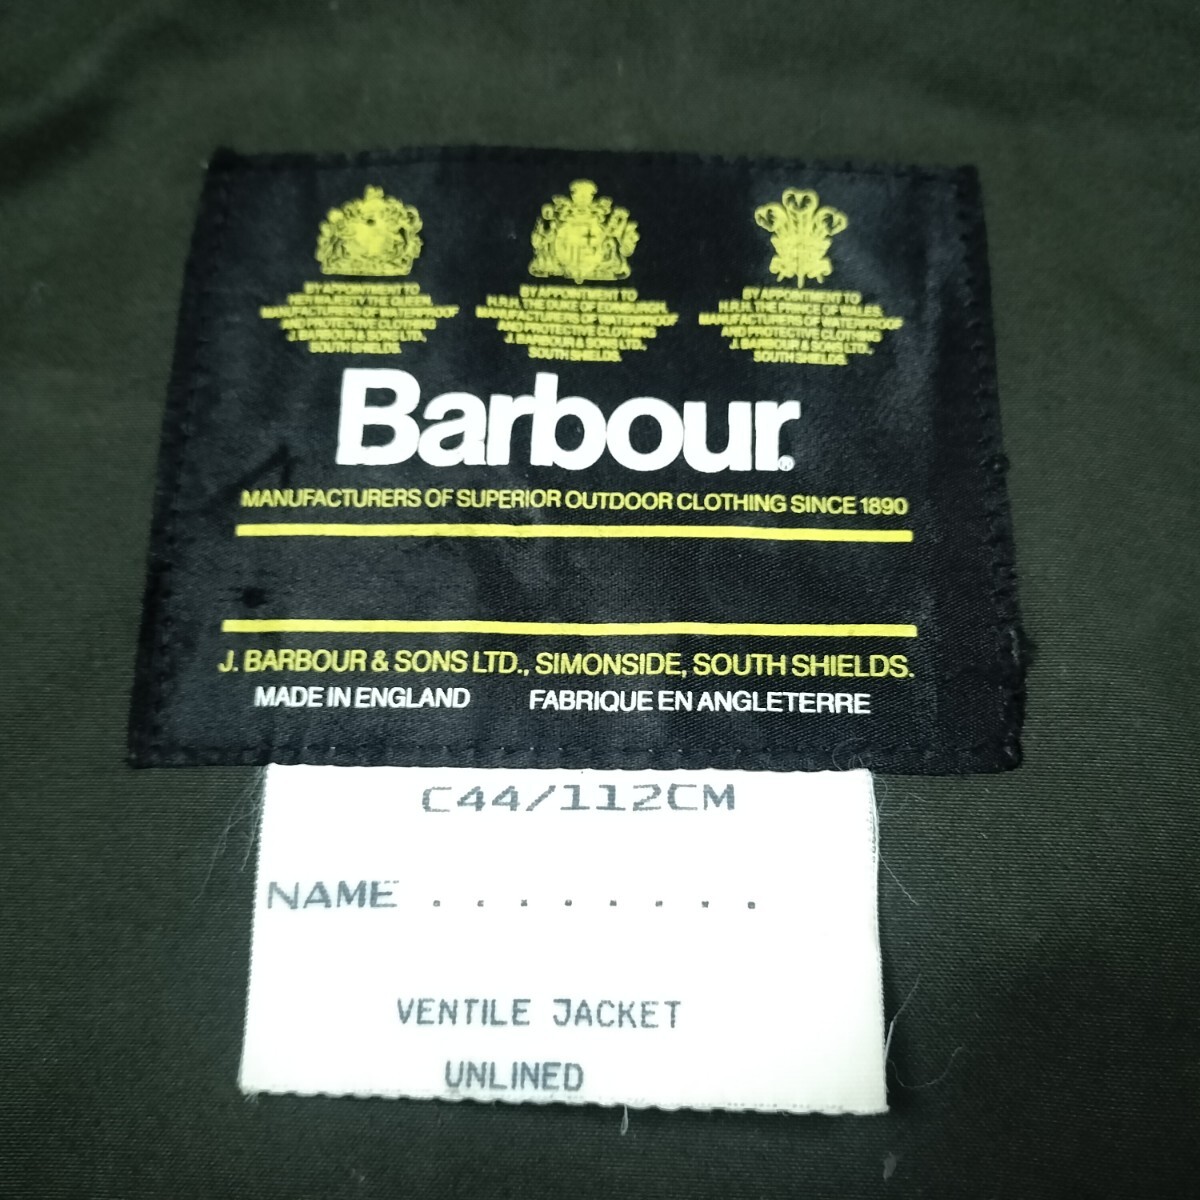 BY APPOINTMENT TO
HER MAJESTY THE QUEEN
MANUFACTURERS OF WATERPROOF
AND PROTECTIVE CLOTHING
J. BARBOUR & SONS LTD.,
SOUTH SHIELDS.
BY APPOINTMENT TO
H.R.H. THE DUKE OF EDINBURGH,
MANUFACTURERS OF WATERPROOF
AND PROTECTIVE CLOTHING
J. BARBOUR & SONS LTD.,
SOUTH SHIELDS.
BY APPOINTMENT TO
H.R.H. THE PRINCE OF WALES,
MANUFACTURERS OF WATERPROOF
AND PROTECTIVE CLOTHING
J. BARBOUR & SONS LTD.,
SOUTH SHIELDS.
Barbour®
MANUFACTURERS OF SUPERIOR OUTDOOR CLOTHING SINCE 1890
J. BARBOUR & SONS LTD., SIMONSIDE, SOUTH SHIELDS.
MADE IN ENGLAND FABRIQUE EN ANGLETERRE
C44/112CM
NAME ........
VENTILE JACKET
UNLINED